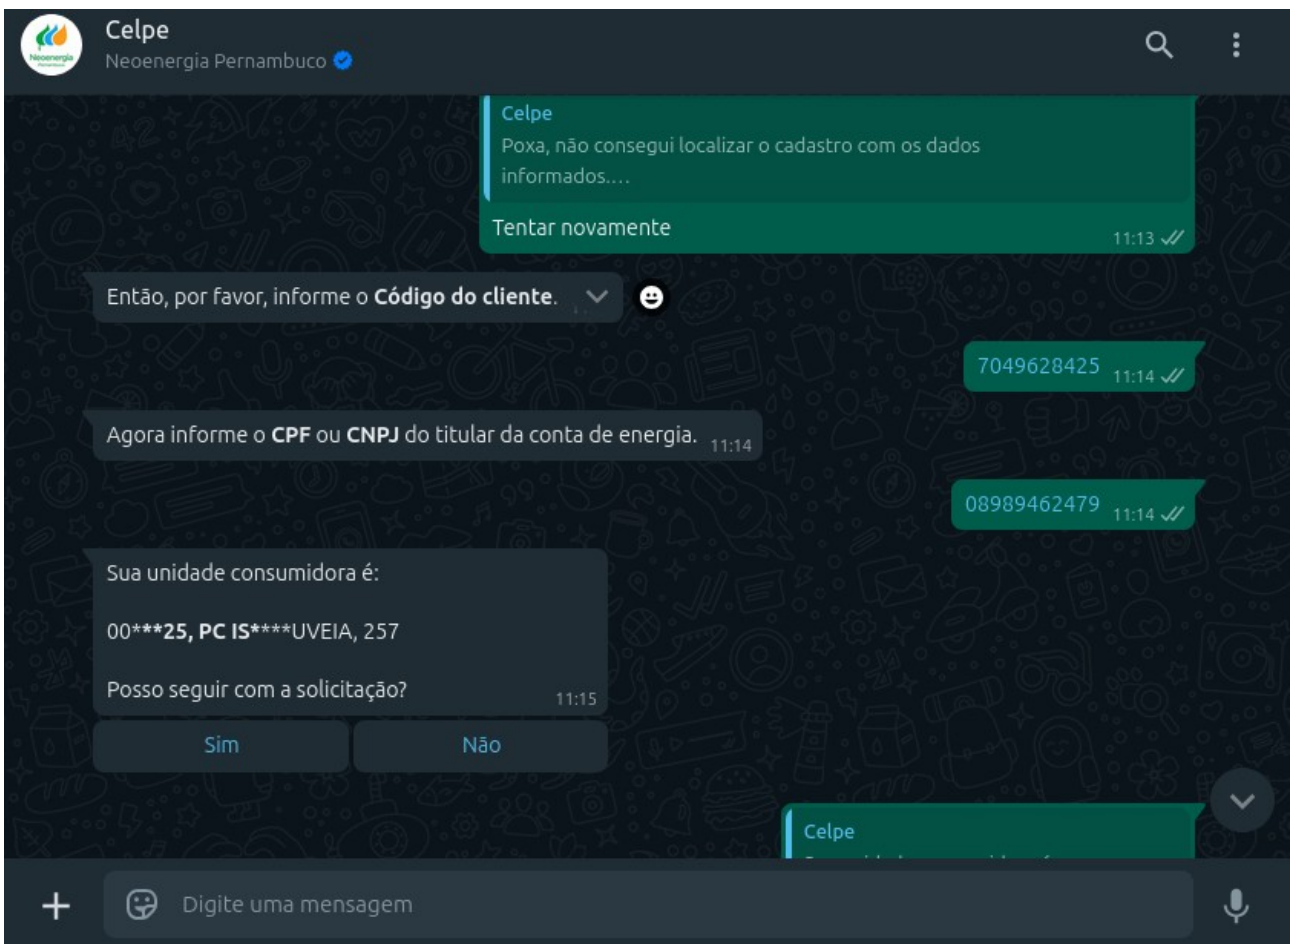 Celpe
Neoenergia Pernambuco
Neoenergia
Celpe
Poxa, não consegui localizar o cadastro com os dados
informados....
Tentar novamente
11:13
Então, por favor, informe o Código do cliente.
7049628425 11:14
Agora informe o CPF ou CNPJ do titular da conta de energia. 11:14
08989462479 11:14
Sua unidade consumidora é:
00***25, PC IS*****UVEIA, 257
Posso seguir com a solicitação? 11:15
Sim
Não
Celpe
Digite uma mensagem